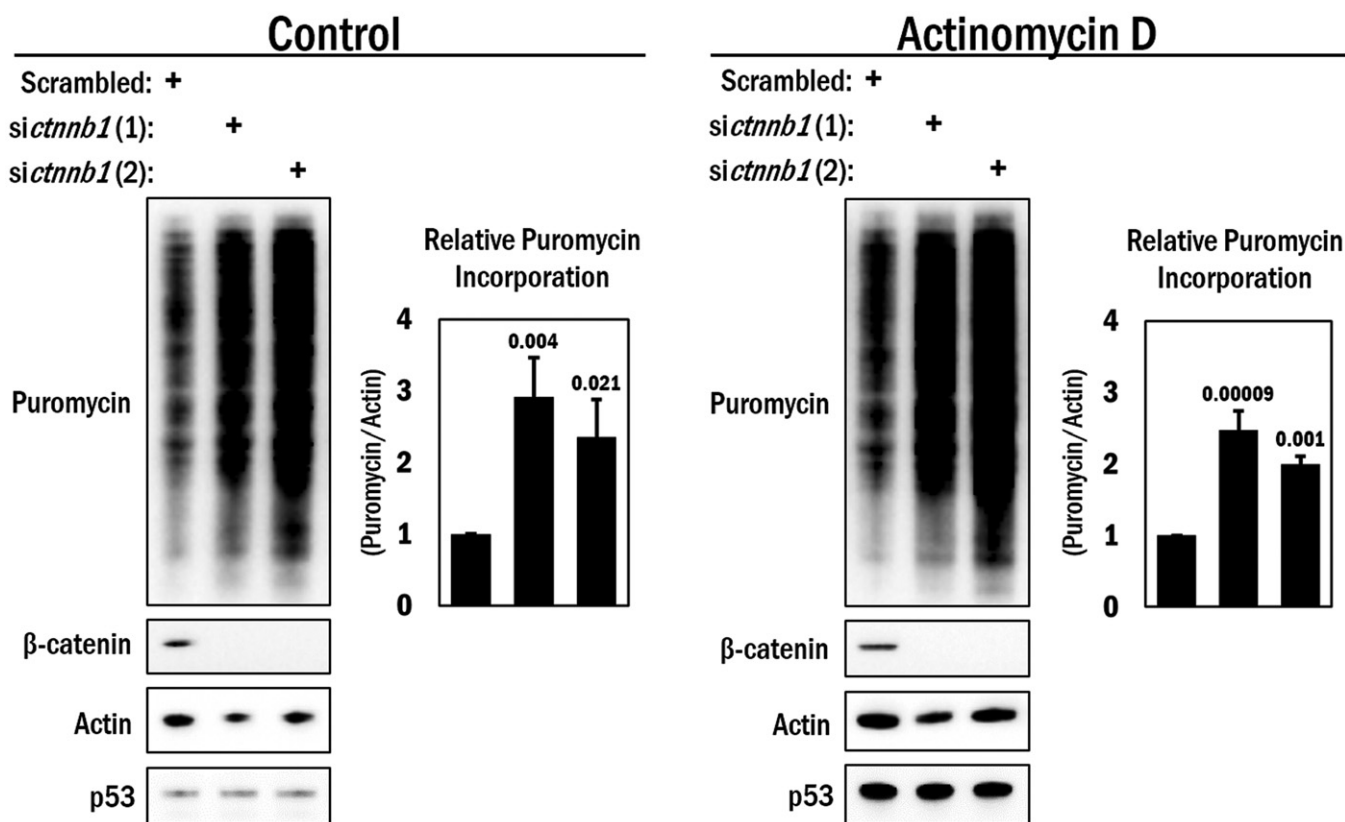 Control
Scrambled: +
sictnnb1 (1): +
sictnnb1 (2): +
Puromycin
β-catenin
Actin
p53
Relative Puromycin
Incorporation
(Puromycin/Actin)
4
3
2
1
0
0.004
0.021
Actinomycin D
Scrambled: +
sictnnb1 (1): +
sictnnb1 (2): +
Puromycin
β-catenin
Actin
p53
Relative Puromycin
Incorporation
(Puromycin/Actin)
4
3
2
1
0
0.00009
0.001